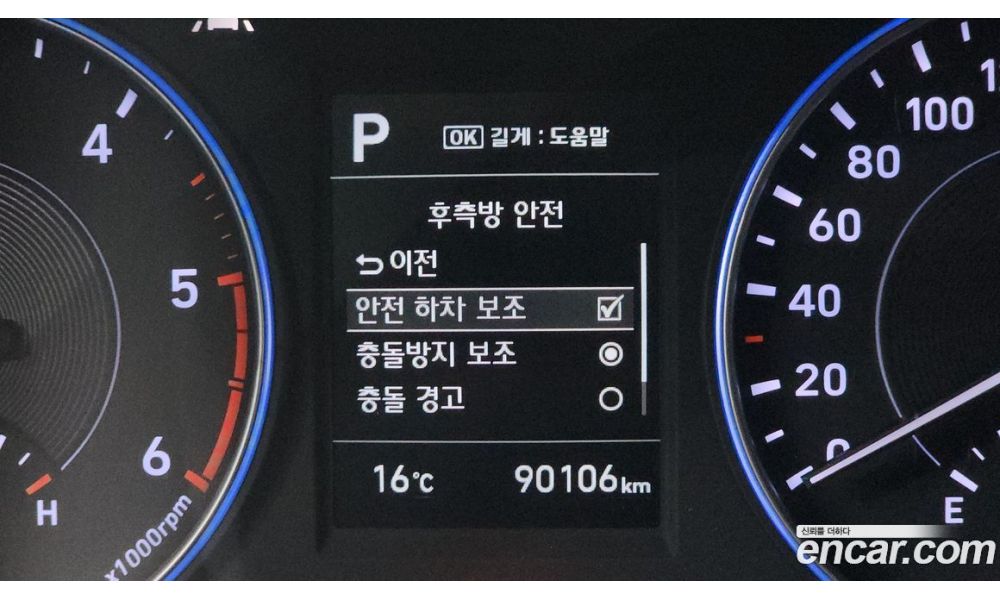 4
5
6
H
x1000rpm
P
OK 길게 : 도움말
후측방 안전
이전
안전 하차 보조
충돌방지 보조
충돌 경고
16°C
90106km
100
80
60
40
20
0
E
신뢰를 더하다
encar.com